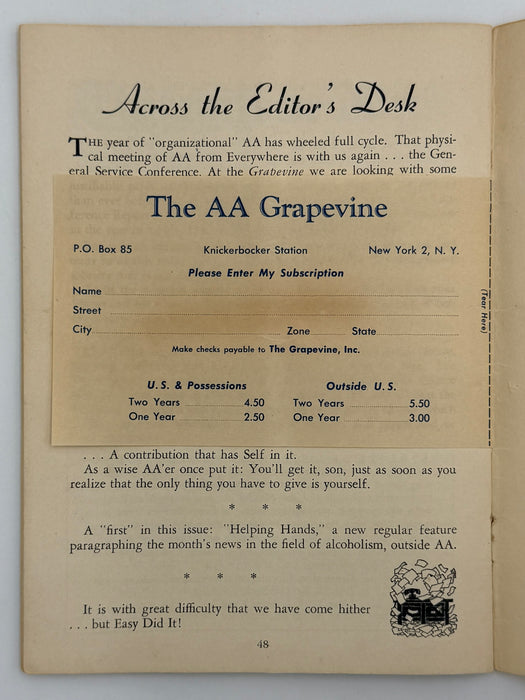 Across the Editor's Desk
THE year of "organizational" AA has wheeled full cycle. That physi-
cal meeting of AA from Everywhere is with us again . . . the Gen-
eral Service Conference. At the Grapevine we are looking with some
The AA Grapevine
P.O. Box 85 Knickerbocker Station New York 2, N. Y.
Please Enter My Subscription
Name
Street
City Zone State
(Tear Here)
Make checks payable to The Grapevine, Inc.
U.S. & Possessions Outside U.S.
Two Years 4.50 Two Years 5.50
One Year 2.50 One Year 3.00
. . . A contribution that has Self in it.
As a wise AA'er once put it: You'll get it, son, just as soon as you
realize that the only thing you have to give is yourself.
* * *
A "first" in this issue: "Helping Hands," a new regular feature
paragraphing the month's news in the field of alcoholism, outside AA.
* * *
It is with great difficulty that we have come hither
. . . but Easy Did It!
48